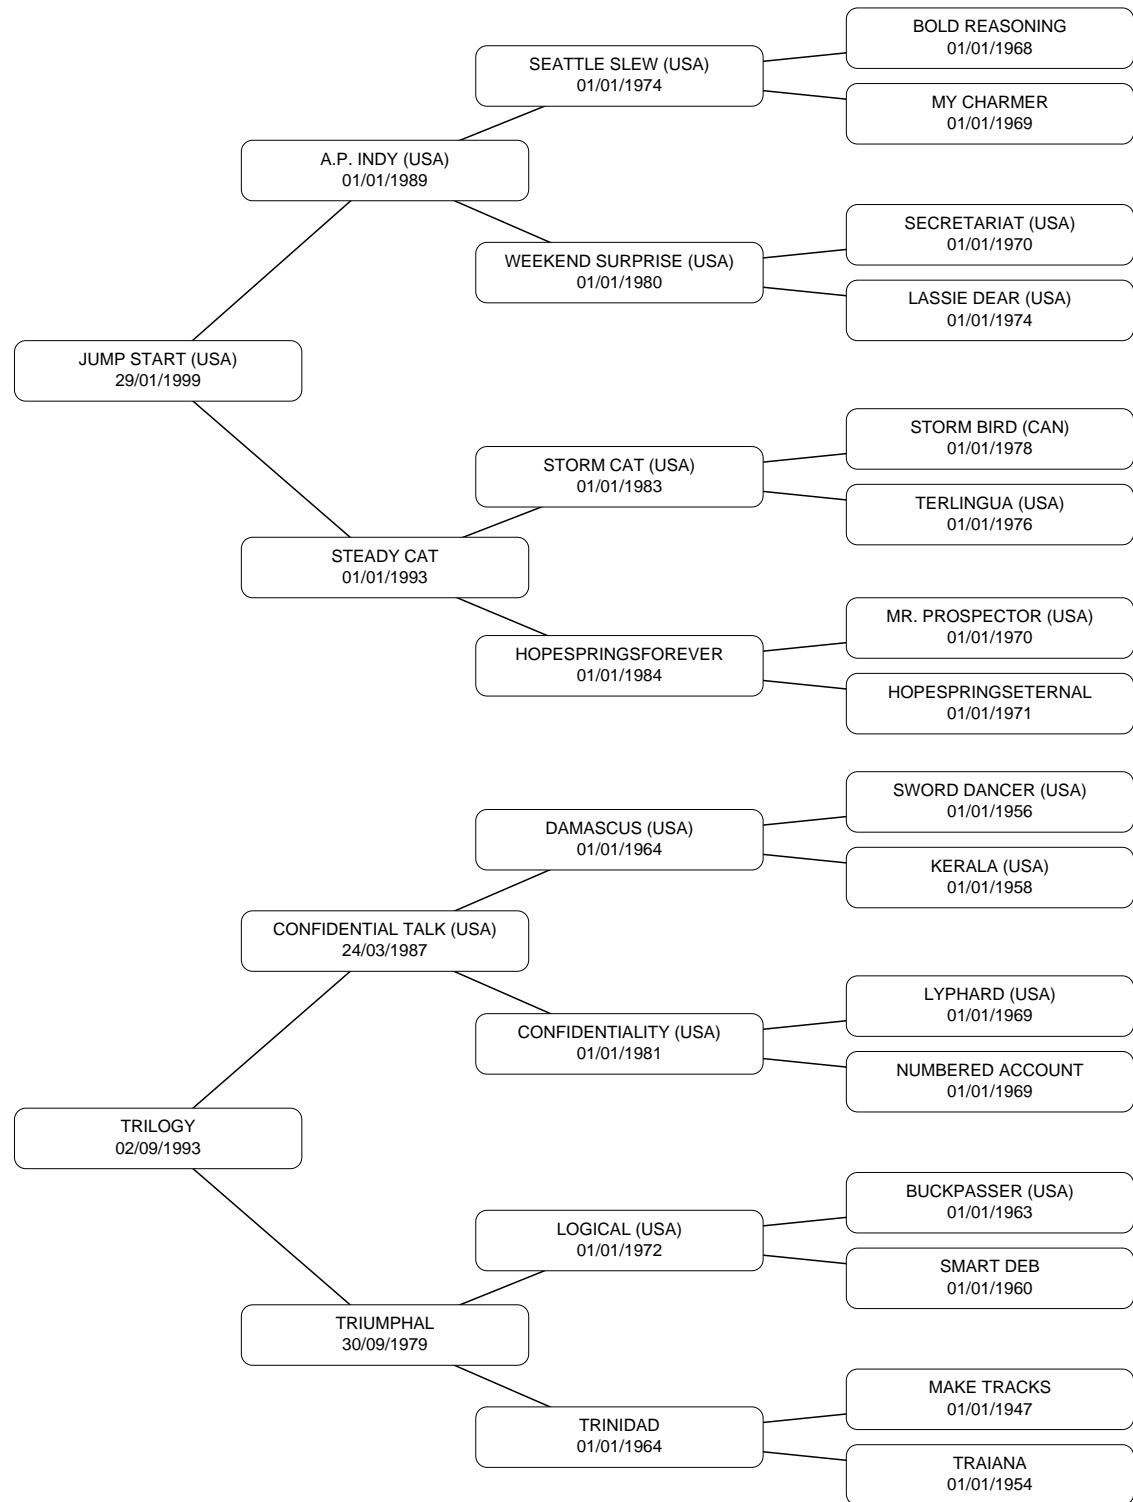 BOLD REASONING
01/01/1968
SEATTLE SLEW (USA)
01/01/1974
MY CHARMER
01/01/1969
A.P. INDY (USA)
01/01/1989
SECRETARIAT (USA)
01/01/1970
WEEKEND SURPRISE (USA)
01/01/1980
LASSIE DEAR (USA)
01/01/1974
JUMP START (USA)
29/01/1999
STORM BIRD (CAN)
01/01/1978
STORM CAT (USA)
01/01/1983
TERLINGUA (USA)
01/01/1976
STEADY CAT
01/01/1993
MR. PROSPECTOR (USA)
01/01/1970
HOPESPRINGSFOREVER
01/01/1984
HOPESPRINGSETERNAL
01/01/1971
SWORD DANCER (USA)
01/01/1956
DAMASCUS (USA)
01/01/1964
KERALA (USA)
01/01/1958
CONFIDENTIAL TALK (USA)
24/03/1987
LYPHARD (USA)
01/01/1969
CONFIDENTIALITY (USA)
01/01/1981
NUMBERED ACCOUNT
01/01/1969
TRILOGY
02/09/1993
BUCKPASSER (USA)
01/01/1963
LOGICAL (USA)
01/01/1972
SMART DEB
01/01/1960
TRIUMPHAL
30/09/1979
MAKE TRACKS
01/01/1947
TRINIDAD
01/01/1964
TRAIANA
01/01/1954